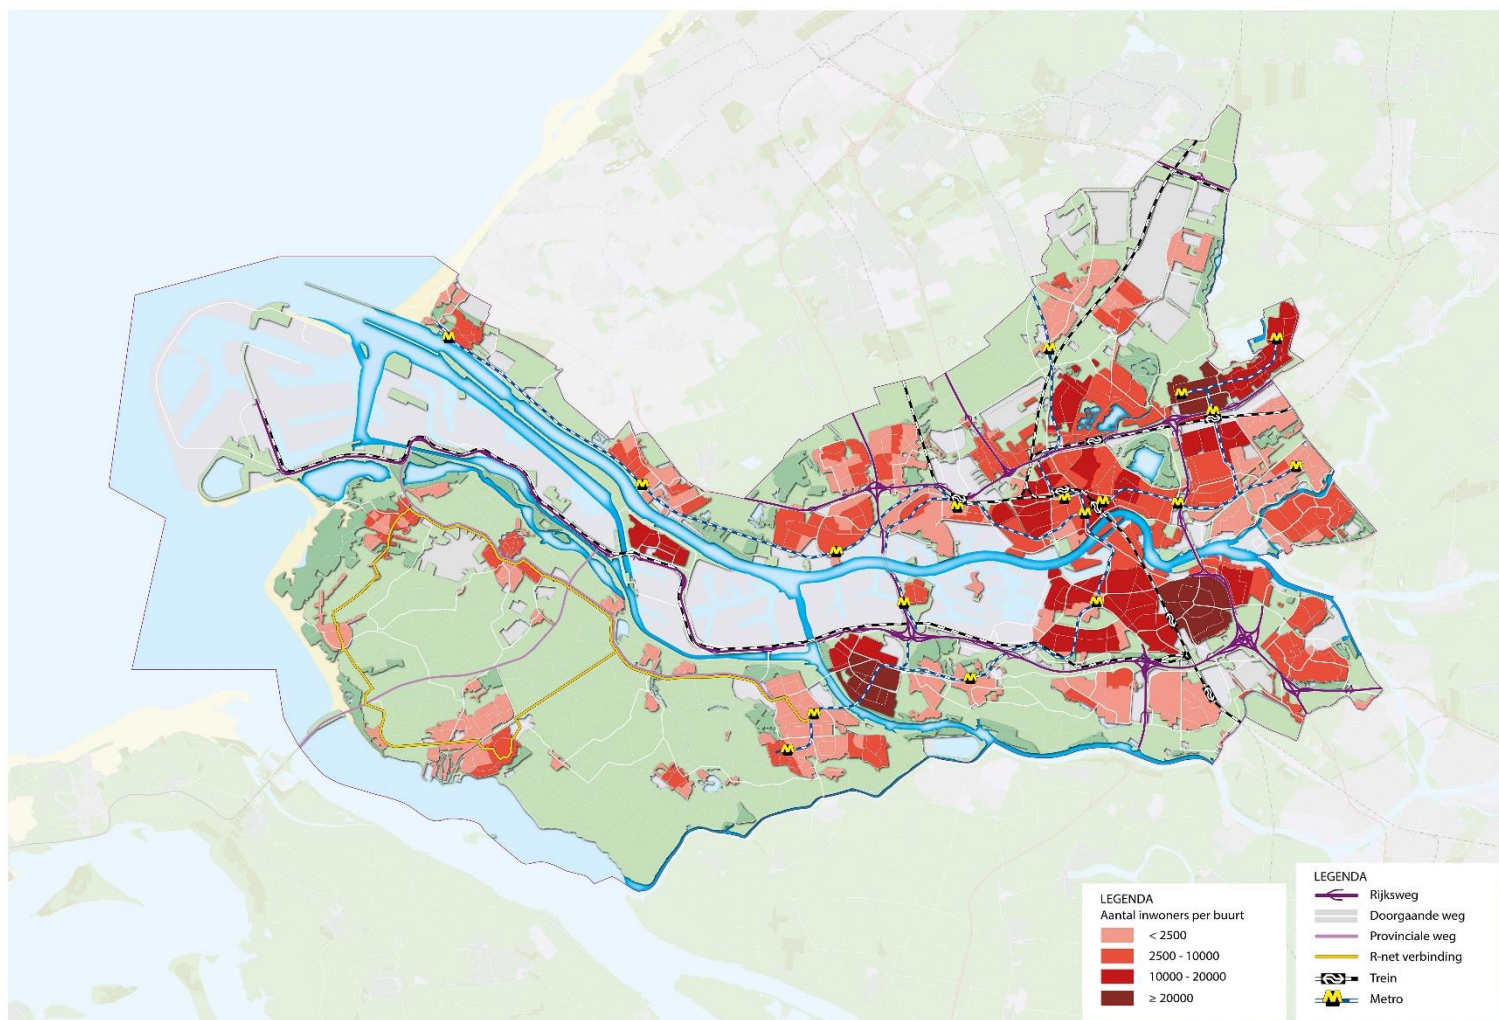 LEGENDA
Aantal inwoners per buurt
< 2500
2500 - 10000
10000 - 20000
≥ 20000
LEGENDA
Rijksweg
Doorgaande weg
Provinciale weg
R-net verbinding
Trein
Metro